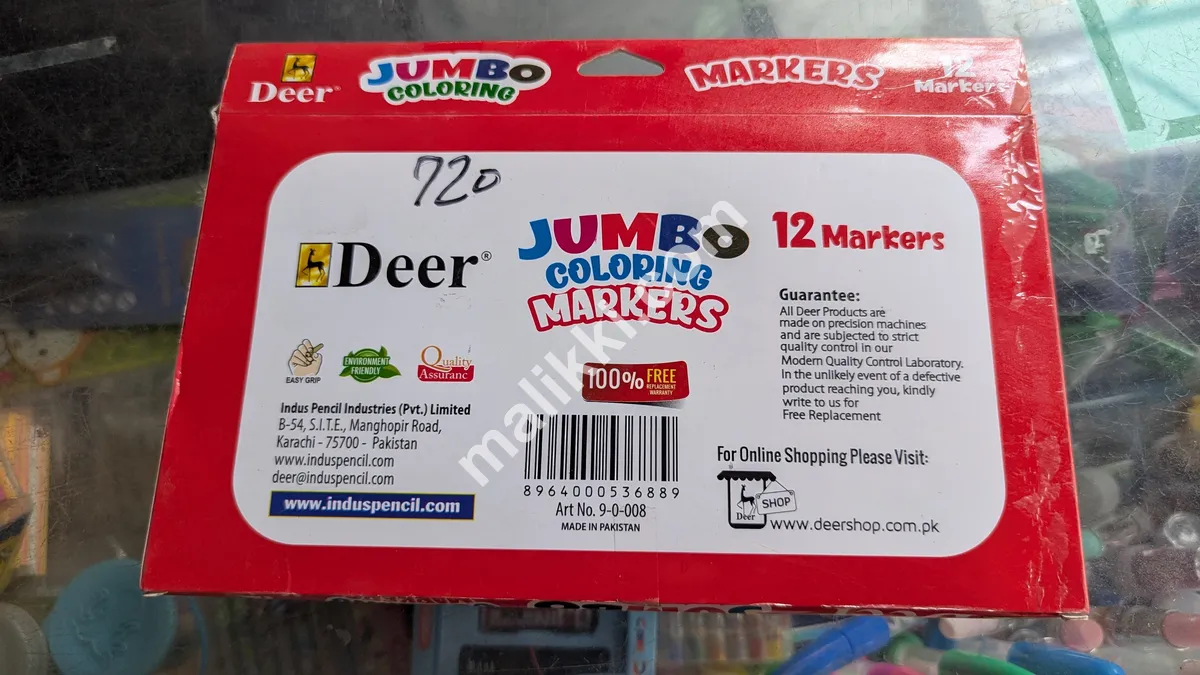 Deer®
JUMBO
COLORING
MARKERS
12
Markers
720
Deer®
JUMBO
COLORING
MARKERS
12 Markers
Guarantee:
All Deer Products are
made on precision machines
and are subjected to strict
quality control in our
Modern Quality Control Laboratory.
In the unlikely event of a defective
product reaching you, kindly
write to us for
Free Replacement
EASY GRIP
ENVIRONMENT
FRIENDLY
Quality
Assuranc
100% FREE
REPLACEMENT
WARRANTY
Indus Pencil Industries (Pvt.) Limited
B-54, S.I.T.E., Manghopir Road,
Karachi - 75700 - Pakistan
www.induspencil.com
deer@induspencil.com
www.induspencil.com
8964000536889
Art No. 9-0-008
MADE IN PAKISTAN
For Online Shopping Please Visit:
Deer
SHOP
www.deershop.com.pk